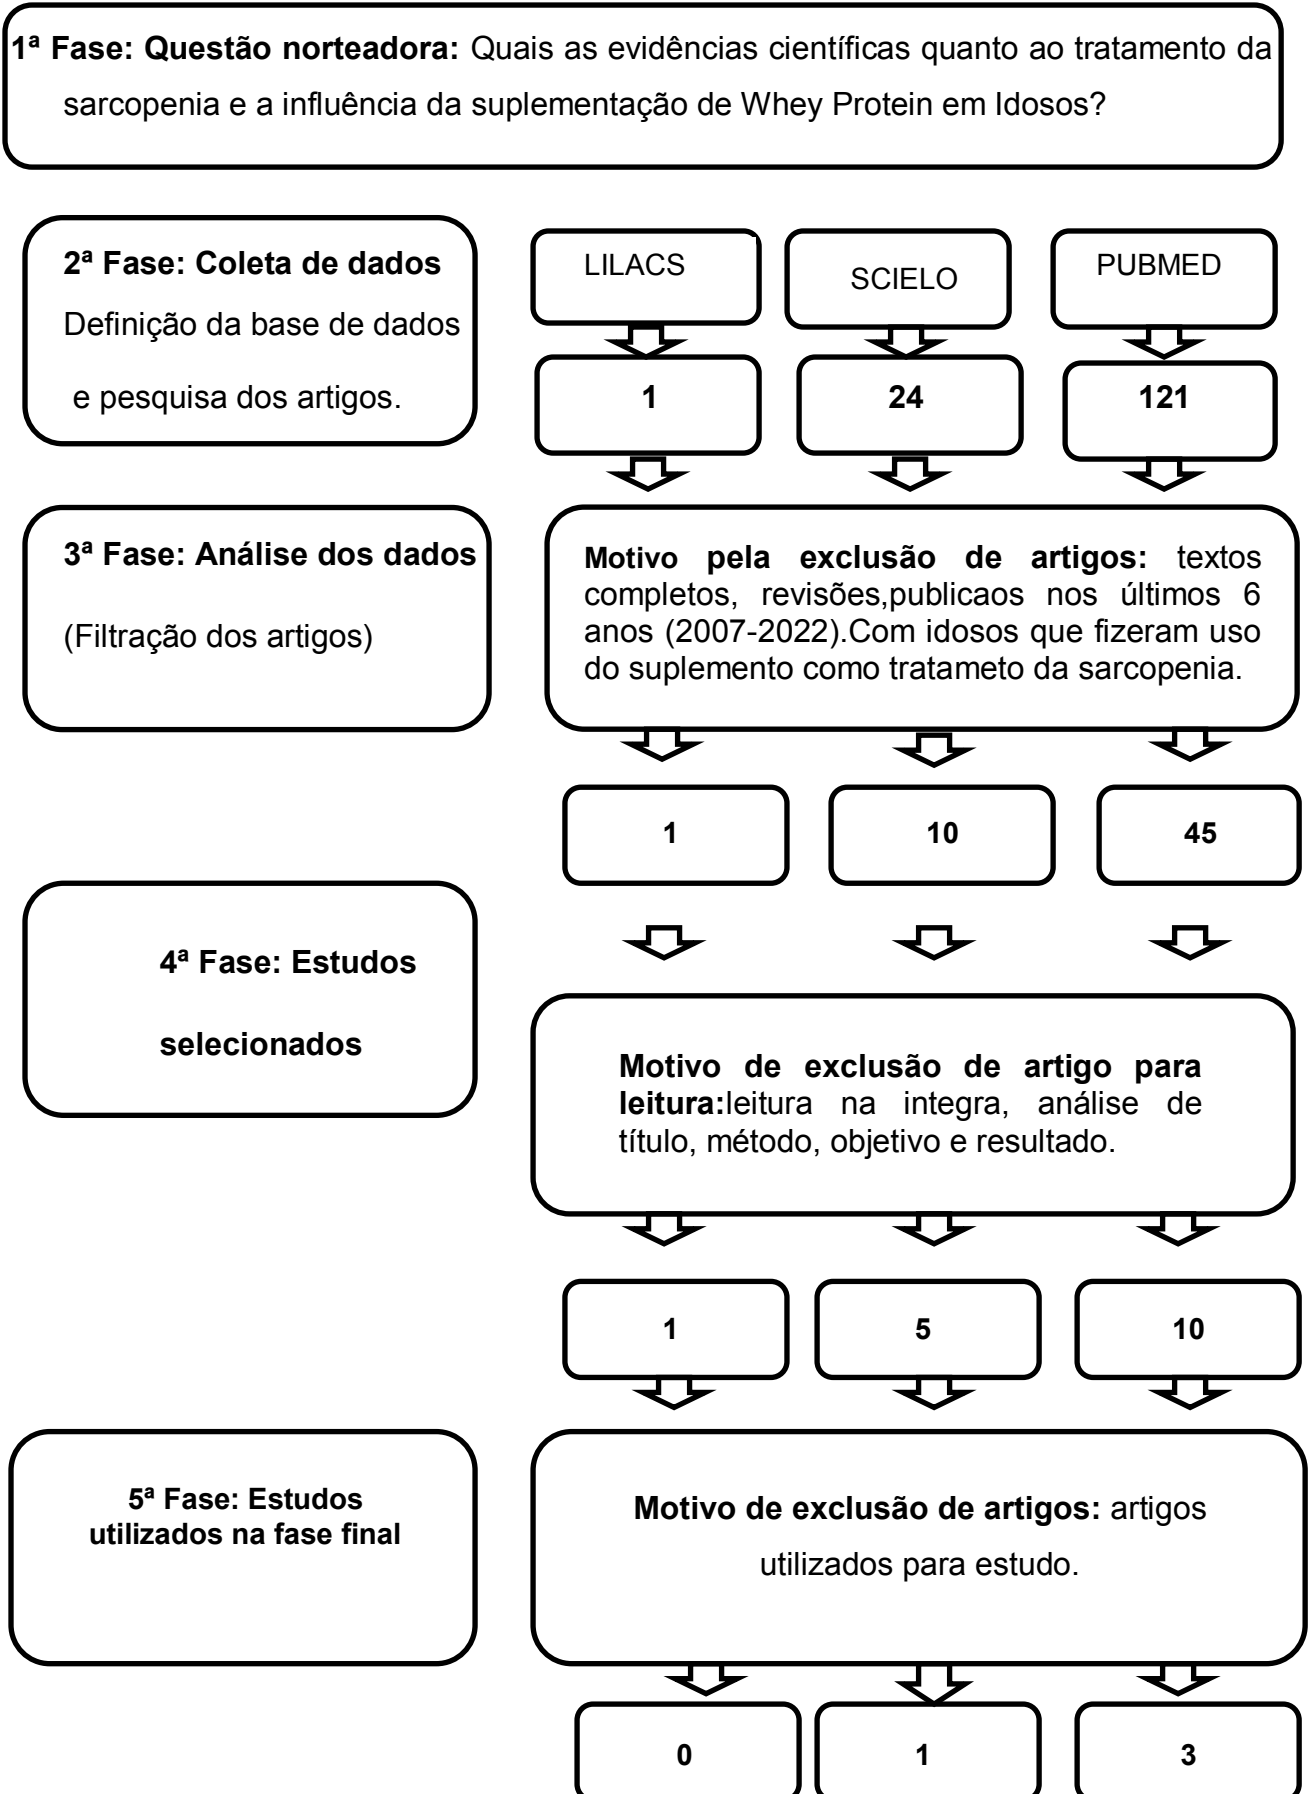 1ª Fase: Questão norteadora: Quais as evidências científicas quanto ao tratamento da
sarcopenia e a influência da suplementação de Whey Protein em Idosos?
2ª Fase: Coleta de dados
Definição da base de dados
e pesquisa dos artigos.
LILACS
SCIELO
PUBMED
1
24
121
3ª Fase: Análise dos dados
(Filtração dos artigos)
Motivo pela exclusão de artigos: textos
completos, revisões,publicaos nos últimos 6
anos (2007-2022).Com idosos que fizeram uso
do suplemento como tratameto da sarcopenia.
1
10
45
4ª Fase: Estudos
selecionados
Motivo de exclusão de artigo para
leitura:leitura na integra, análise de
título, método, objetivo e resultado.
1
5
10
5ª Fase: Estudos
utilizados na fase final
Motivo de exclusão de artigos: artigos
utilizados para estudo.
0
1
3